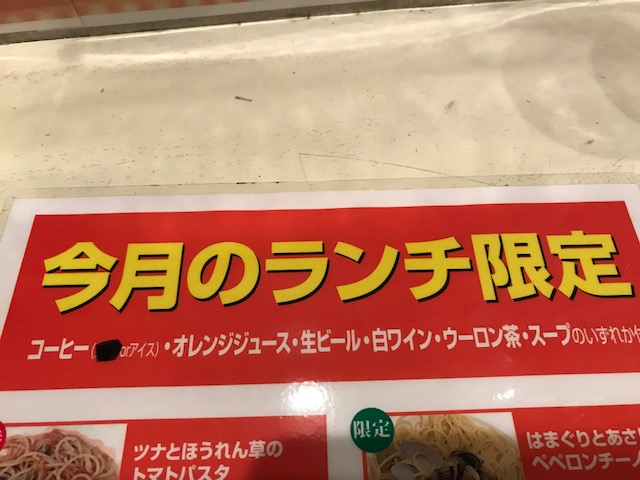 今月のランチ限定
コーヒー( orアイス)・オレンジジュース・生ビール・白ワイン・ウーロン茶・スープのいずれか
限定
ツナとほうれん草の
トマトパスタ
はまぐりとあさ
ペペロンチー